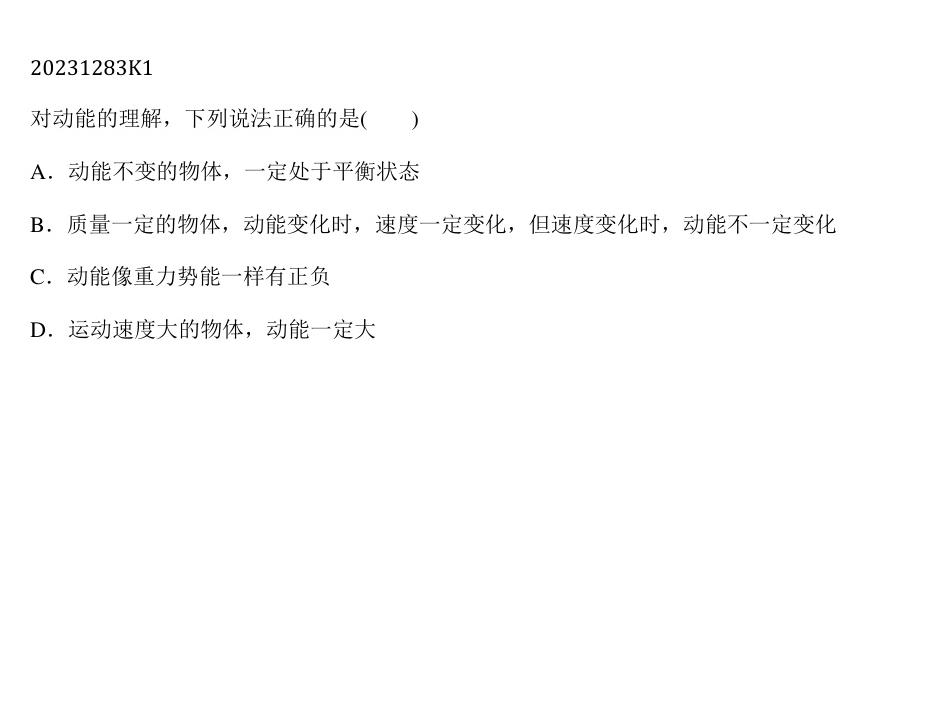 20231283K1
对动能的理解，下列说法正确的是(　　)
A．动能不变的物体，一定处于平衡状态
B．质量一定的物体，动能变化时，速度一定变化，但速度变化时，动能不一定变化
C．动能像重力势能一样有正负
D．运动速度大的物体，动能一定大